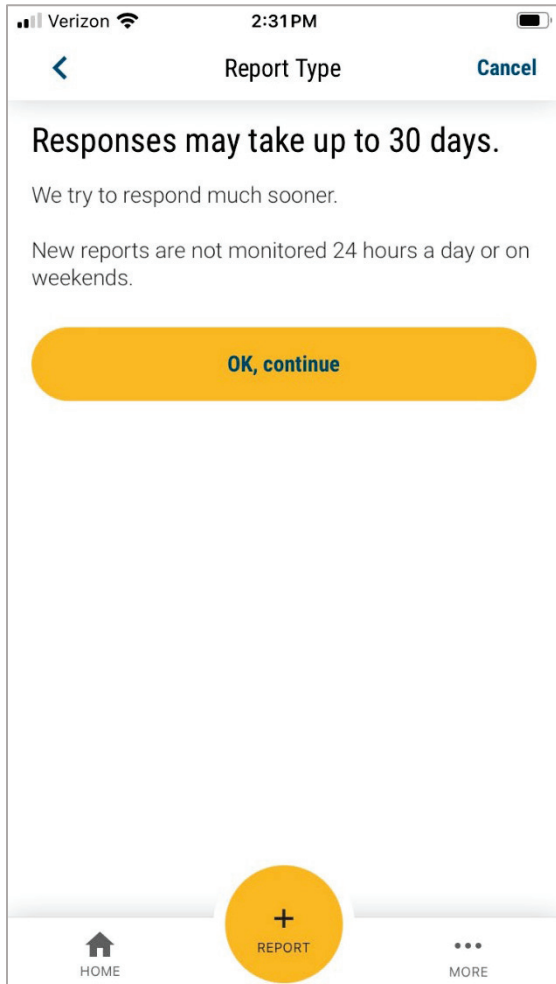 Verizon 2:31 PM
Report Type Cancel
Responses may take up to 30 days.
We try to respond much sooner.
New reports are not monitored 24 hours a day or on
weekends.
OK, continue
+
REPORT
HOME
MORE